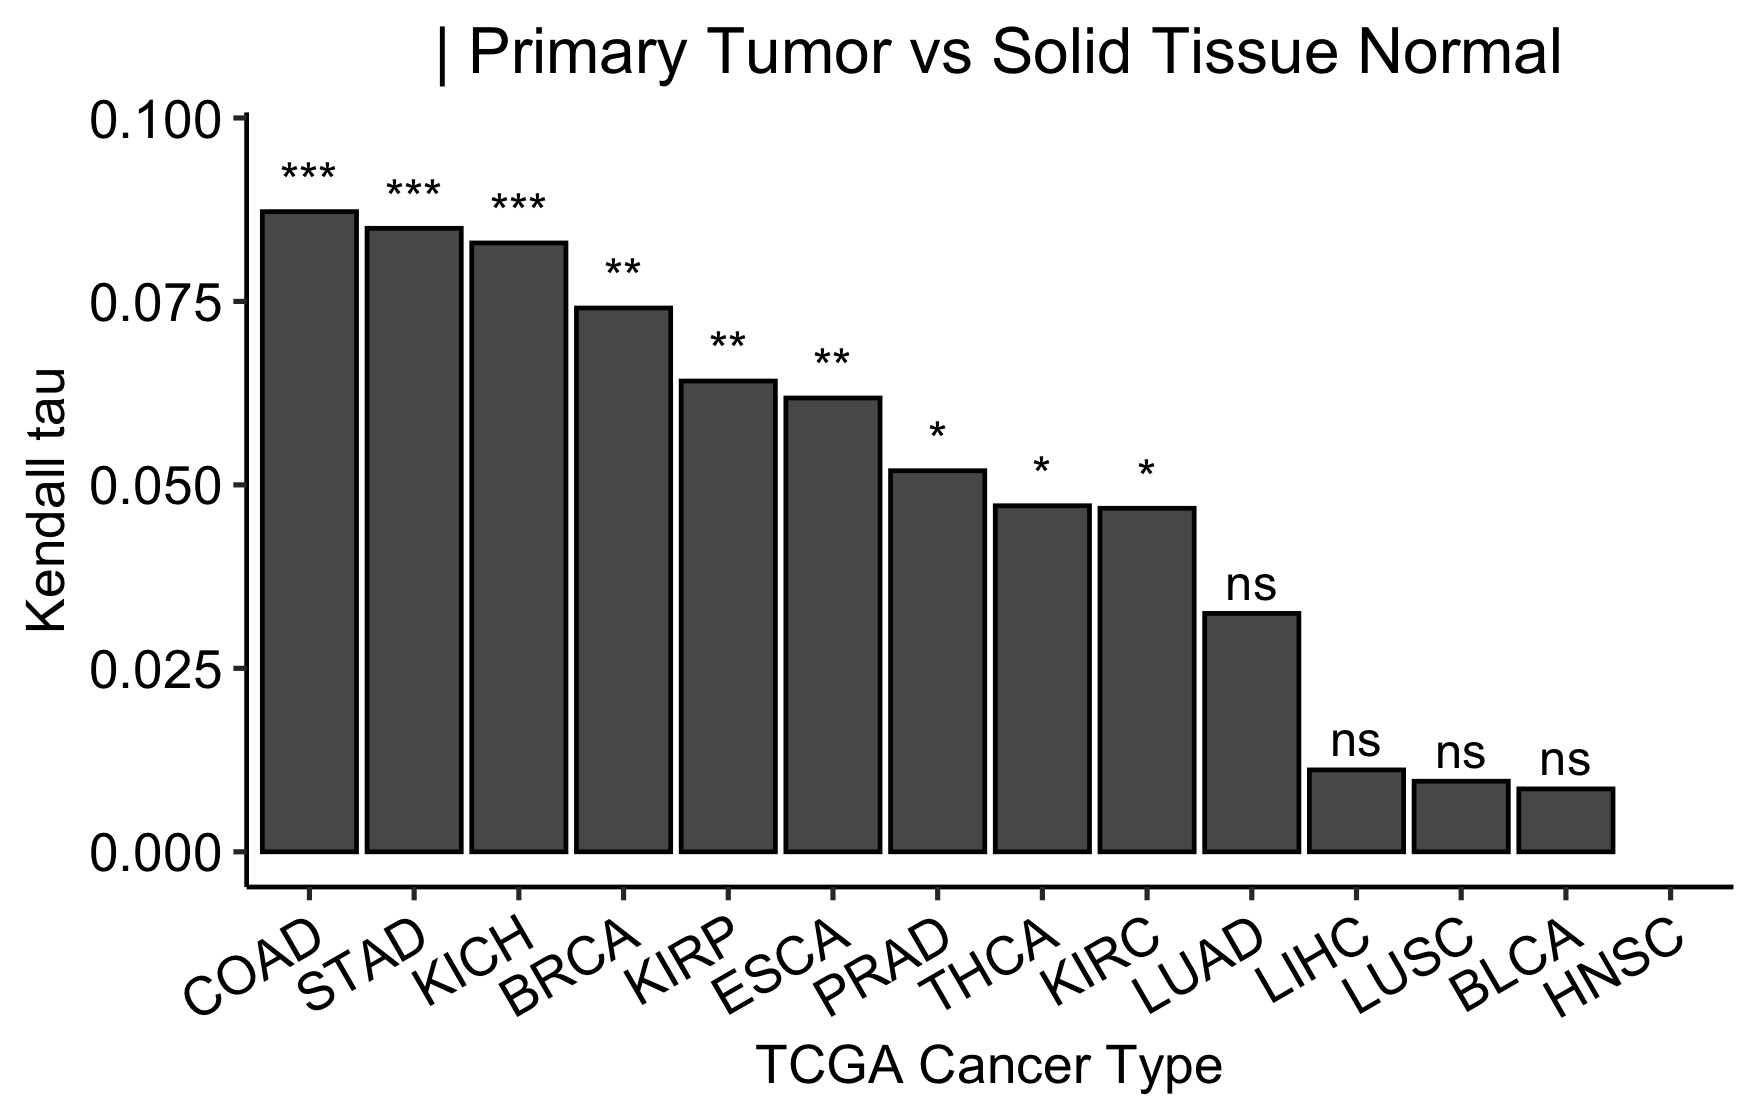 | Primary Tumor vs Solid Tissue Normal
0.100
0.075
0.050
0.025
0.000
Kendall tau
***
***
***
**
**
**
*
*
*
ns
ns
ns
ns
COAD
STAD
KICH
BRCA
KIRP
ESCA
PRAD
THCA
KIRC
LUAD
LIHC
LUSC
BLCA
HNSC
TCGA Cancer Type